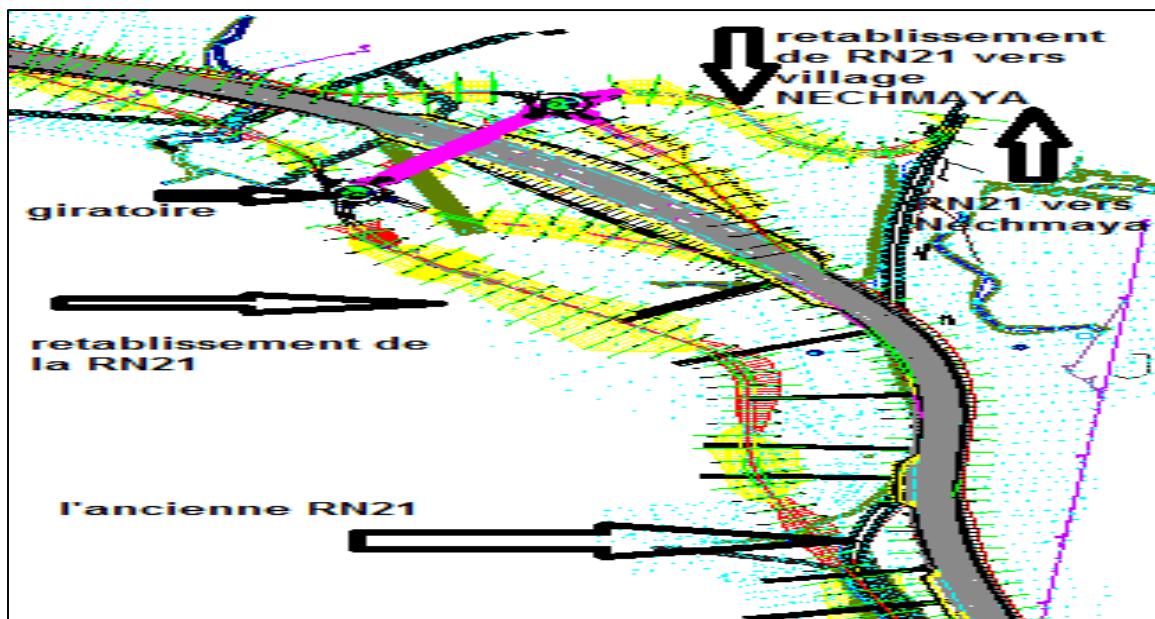 retablissement
de RN21 vers
village
NECHMAYA
RN21 vers
Nechmaya
giratoire
retablissement de
la RN21
l'ancienne RN21